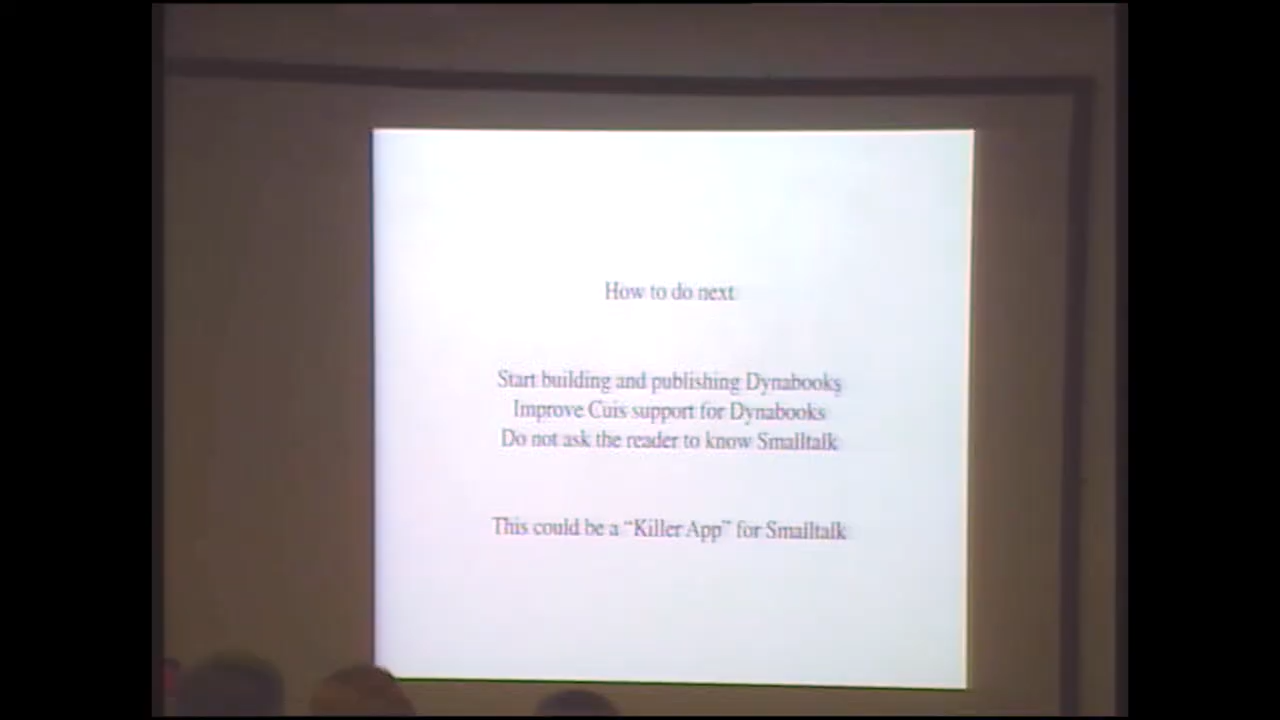 How to do next
Start building and publishing Dynabooks
Improve Cuis support for Dynabooks
Do not ask the reader to know Smalltalk
This could be a “Killer App” for Smalltalk